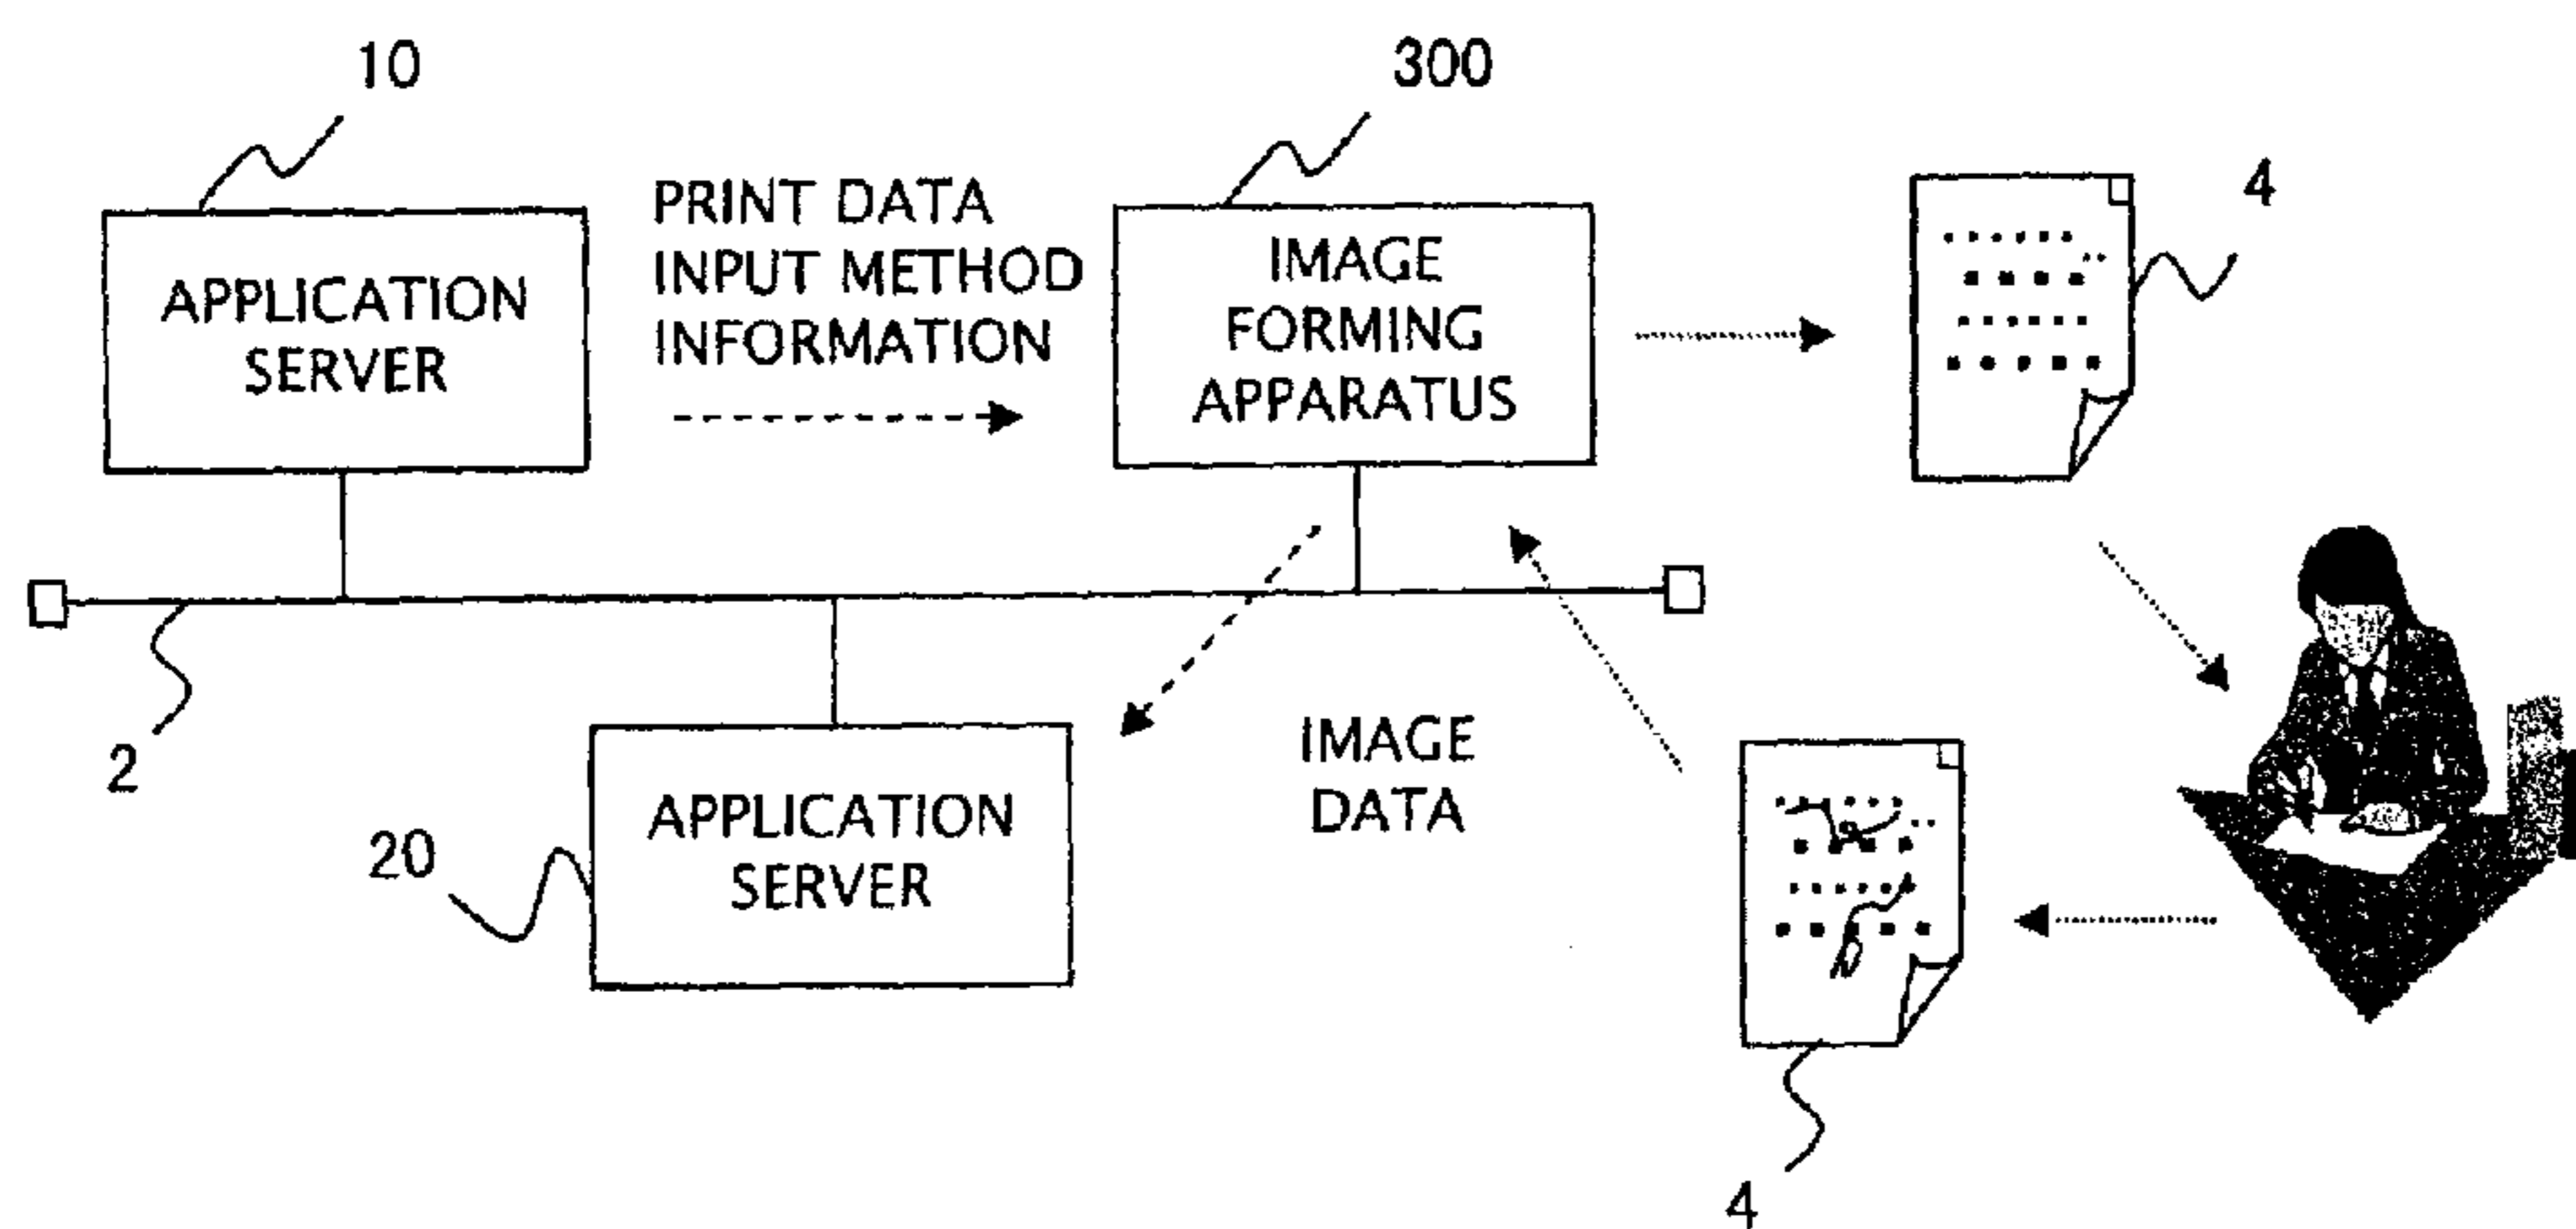 10
300
4
PRINT DATA
INPUT METHOD
INFORMATION
APPLICATION
SERVER
IMAGE
FORMING
APPARATUS
2
IMAGE
DATA
20
APPLICATION
SERVER
4